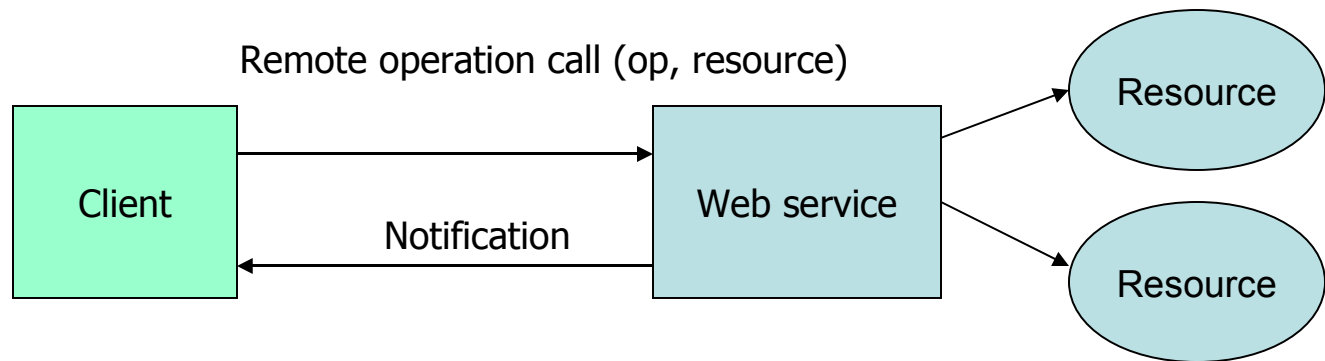 Remote operation call (op, resource)
Resource
Client
Web service
Notification
Resource